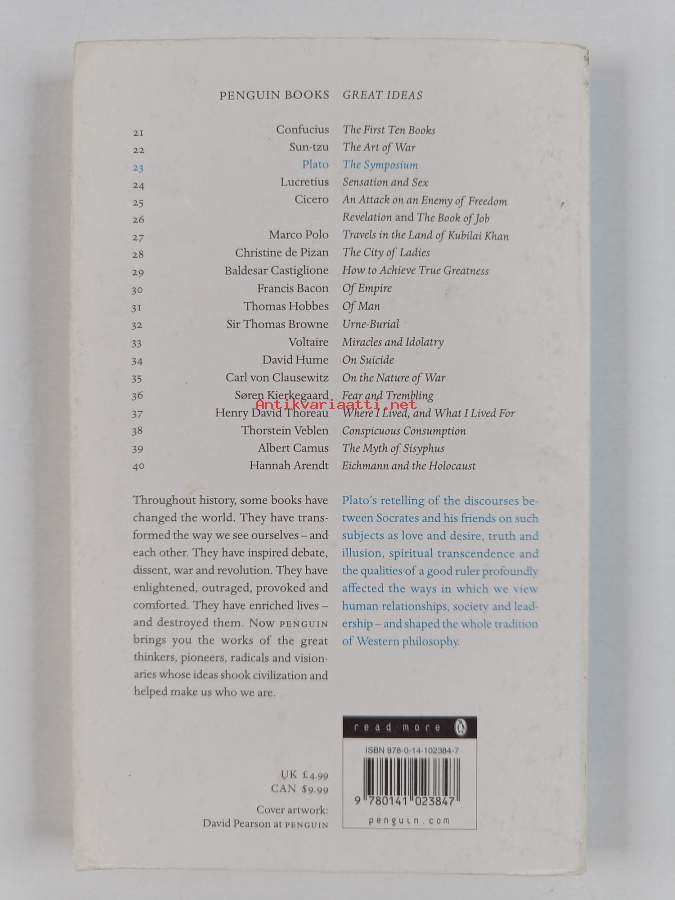 PENGUIN BOOKS GREAT IDEAS
21 Confucius The First Ten Books
22 Sun-tzu The Art of War
23 Plato The Symposium
24 Lucretius Sensation and Sex
25 Cicero An Attack on an Enemy of Freedom
26 Revelation and The Book of Job
27 Marco Polo Travels in the Land of Kubilai Khan
28 Christine de Pizan The City of Ladies
29 Baldesar Castiglione How to Achieve True Greatness
30 Francis Bacon Of Empire
31 Thomas Hobbes Of Man
32 Sir Thomas Browne Urne-Burial
33 Voltaire Miracles and Idolatry
34 David Hume On Suicide
35 Carl von Clausewitz On the Nature of War
36 Søren Kierkegaard Fear and Trembling
Antikvariaatti.net
37 Henry David Thoreau Where I Lived, and What I Lived For
38 Thorstein Veblen Conspicuous Consumption
39 Albert Camus The Myth of Sisyphus
40 Hannah Arendt Eichmann and the Holocaust
Throughout history, some books have
changed the world. They have trans-
formed the way we see ourselves – and
each other. They have inspired debate,
dissent, war and revolution. They have
enlightened, outraged, provoked and
comforted. They have enriched lives –
and destroyed them. Now PENGUIN
brings you the works of the great
thinkers, pioneers, radicals and vision-
aries whose ideas shook civilization and
helped make us who we are.
Plato's retelling of the discourses be-
tween Socrates and his friends on such
subjects as love and desire, truth and
illusion, spiritual transcendence and
the qualities of a good ruler profoundly
affected the ways in which we view
human relationships, society and lead-
ership – and shaped the whole tradition
of Western philosophy.
read more
ISBN 978-0-14-102384-7
9 780141 023847
penguin.com
UK £4.99
CAN $9.99
Cover artwork:
David Pearson at PENGUIN